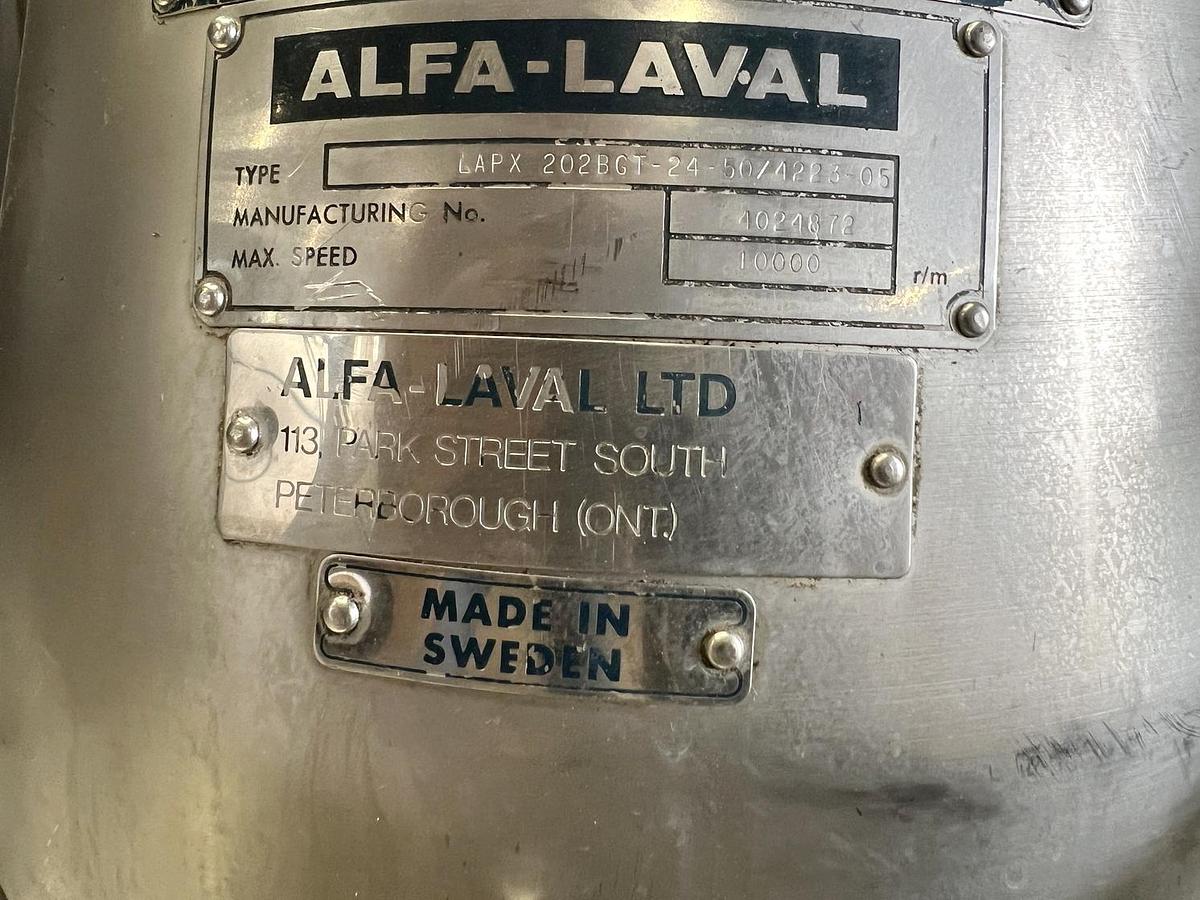 ALFA-LAVAL
TYPE LAPX 202BGT-24-50/4223-05
MANUFACTURING No. 4024872
MAX. SPEED 10000 r/m
ALFA-LAVAL LTD
113, PARK STREET SOUTH
PETERBOROUGH (ONT.)
MADE IN
SWEDEN